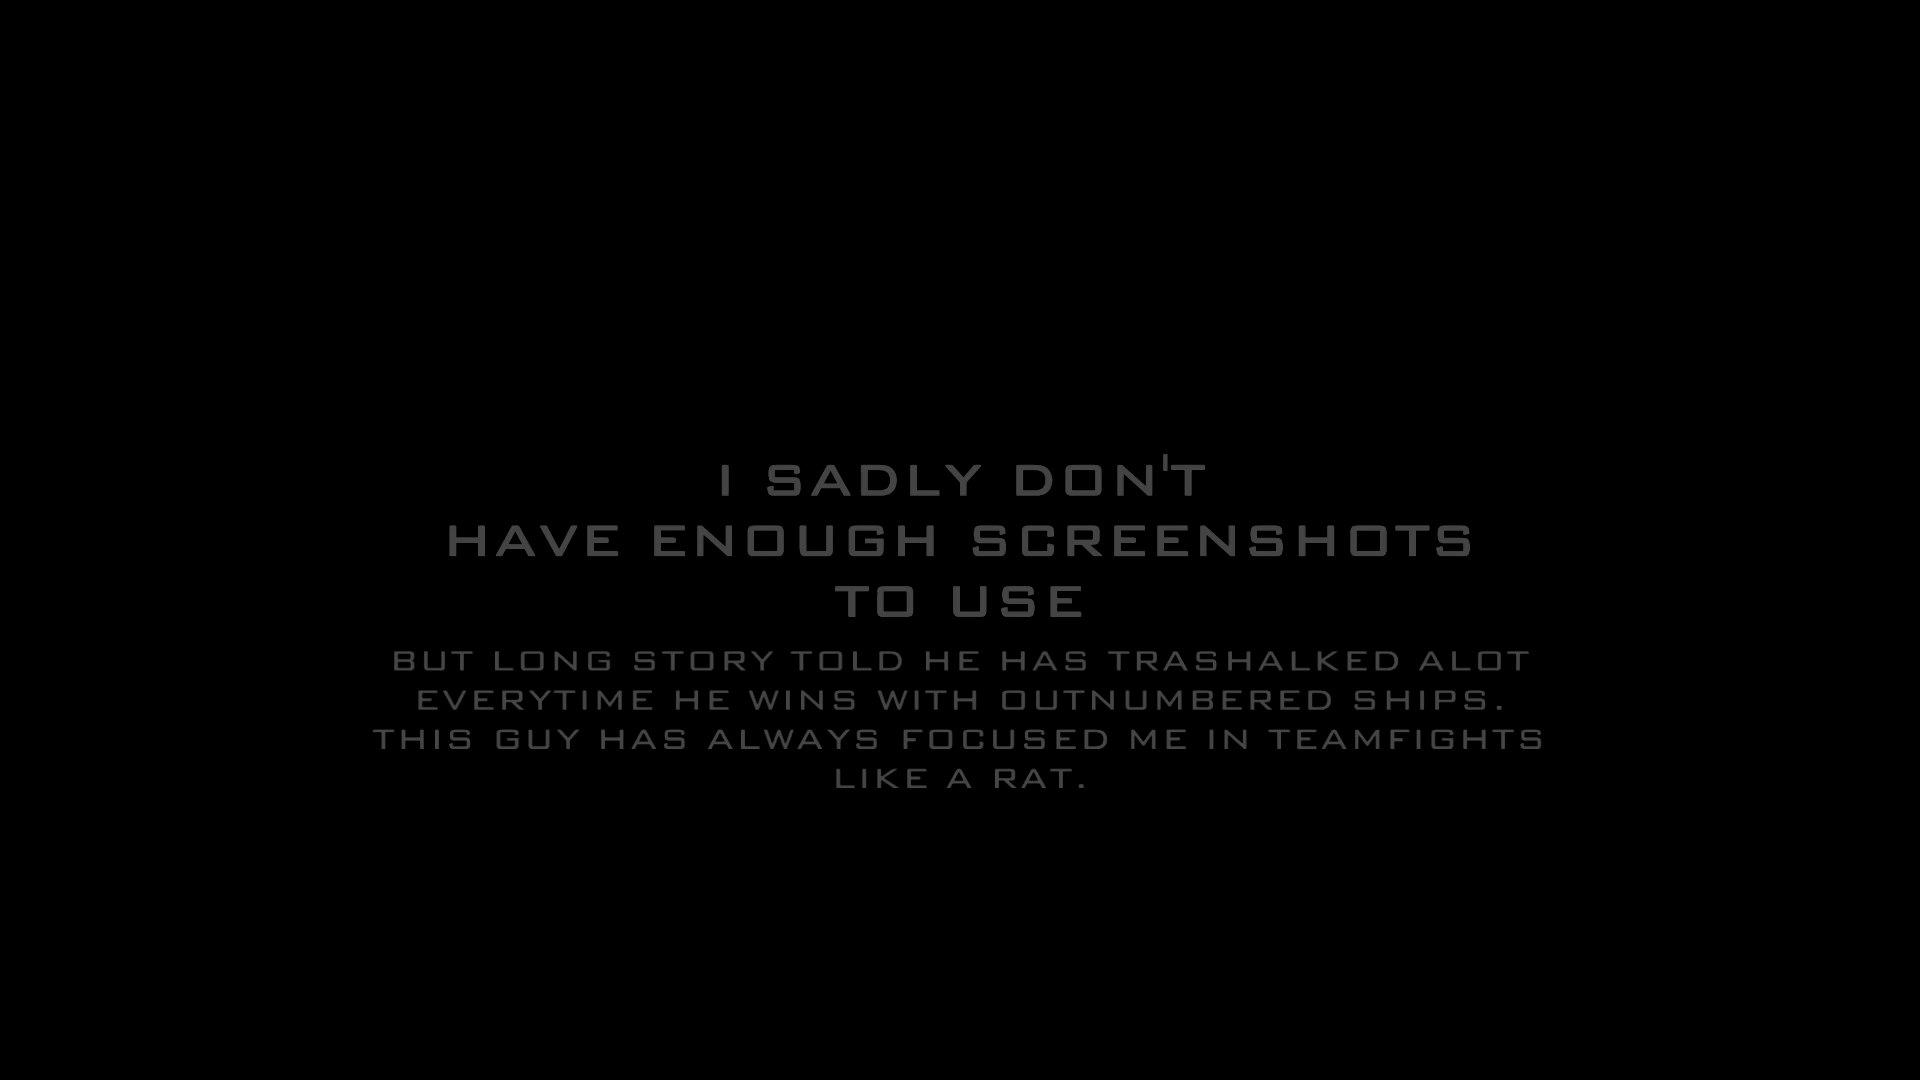 I SADLY DON'T
HAVE ENOUGH SCREENSHOTS
TO USE
BUT LONG STORY TOLD HE HAS TRASHALKED ALOT
EVERYTIME HE WINS WITH OUTNUMBERED SHIPS.
THIS GUY HAS ALWAYS FOCUSED ME IN TEAMFIGHTS
LIKE A RAT.